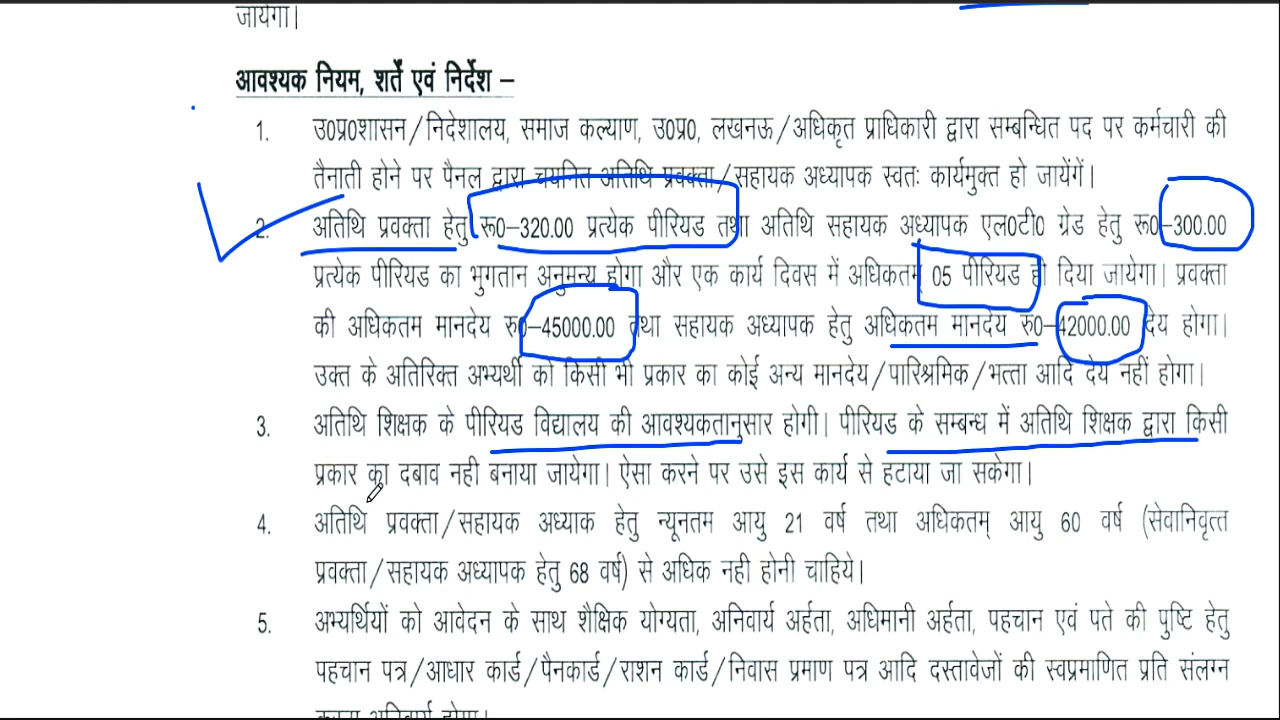 जायेगा।
आवश्यक नियम, शर्तें एवं निर्देश –
1. उ0प्र0शासन/निदेशालय, समाज कल्याण, उ0प्र0, लखनऊ/अधिकृत प्राधिकारी द्वारा सम्बन्धित पद पर कर्मचारी की
तैनाती होने पर पैनल द्वारा चयनित अतिथि प्रवक्ता/सहायक अध्यापक स्वतः कार्यमुक्त हो जायेंगें।
2. अतिथि प्रवक्ता हेतु रू0–320.00 प्रत्येक पीरियड तथा अतिथि सहायक अध्यापक एल0टी0 ग्रेड हेतु रू0–300.00
प्रत्येक पीरियड का भुगतान अनुमन्य होगा और एक कार्य दिवस में अधिकतम् 05 पीरियड ही दिया जायेगा। प्रवक्ता
की अधिकतम मानदेय रु0–45000.00 तथा सहायक अध्यापक हेतु अधिकतम मानदेय रु0–42000.00 देय होगा।
उक्त के अतिरिक्त अभ्यर्थी को किसी भी प्रकार का कोई अन्य मानदेय/पारिश्रमिक/भत्ता आदि देय नहीं होगा।
3. अतिथि शिक्षक के पीरियड विद्यालय की आवश्यकतानुसार होगी। पीरियड के सम्बन्ध में अतिथि शिक्षक द्वारा किसी
प्रकार का दबाव नही बनाया जायेगा। ऐसा करने पर उसे इस कार्य से हटाया जा सकेगा।
4. अतिथि प्रवक्ता/सहायक अध्याक हेतु न्यूनतम आयु 21 वर्ष तथा अधिकतम् आयु 60 वर्ष (सेवानिवृत्त
प्रवक्ता/सहायक अध्यापक हेतु 68 वर्ष) से अधिक नही होनी चाहिये।
5. अभ्यर्थियों को आवेदन के साथ शैक्षिक योग्यता, अनिवार्य अर्हता, अधिमानी अर्हता, पहचान एवं पते की पुष्टि हेतु
पहचान पत्र/आधार कार्ड/पैनकार्ड/राशन कार्ड/निवास प्रमाण पत्र आदि दस्तावेजों की स्वप्रमाणित प्रति संलग्न